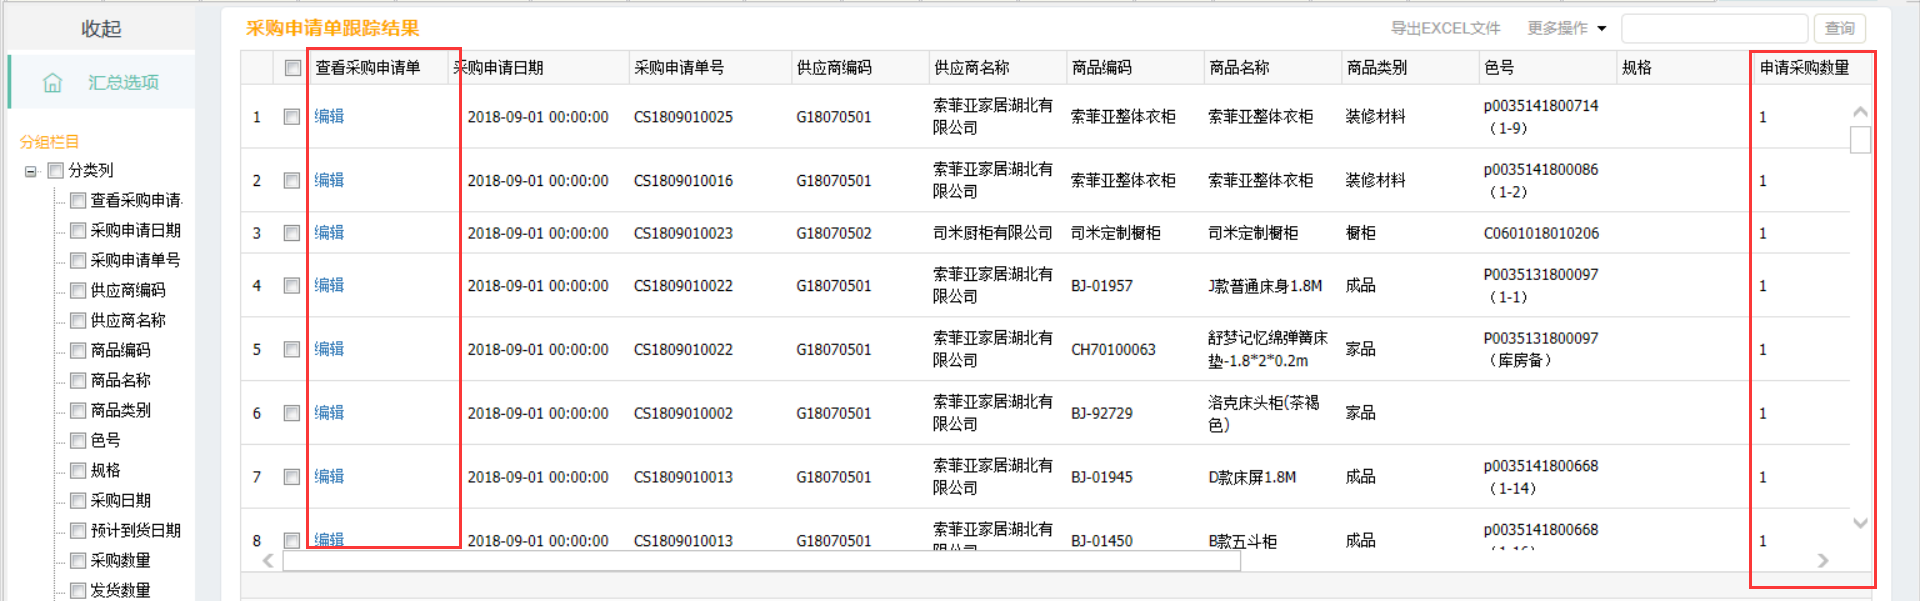 收起
汇总选项
分组栏目
分类列
查看采购申请.
采购申请日期
采购申请单号
供应商编码
供应商名称
商品编码
商品名称
商品类别
色号
规格
采购日期
预计到货日期
采购数量
发货数量
采购申请单跟踪结果
导出EXCEL文件 更多操作 查询
查看采购申请单 采购申请日期 采购申请单号 供应商编码 供应商名称 商品编码 商品名称 商品类别 色号 规格 申请采购数量
1 编辑 2018-09-01 00:00:00 CS1809010025 G18070501 索菲亚家居湖北有限公司 索菲亚整体衣柜 索菲亚整体衣柜 装修材料 p0035141800714（1-9） 1
2 编辑 2018-09-01 00:00:00 CS1809010016 G18070501 索菲亚家居湖北有限公司 索菲亚整体衣柜 索菲亚整体衣柜 装修材料 p0035141800086（1-2） 1
3 编辑 2018-09-01 00:00:00 CS1809010023 G18070502 司米厨柜有限公司 司米定制橱柜 司米定制橱柜 橱柜 C0601018010206 1
4 编辑 2018-09-01 00:00:00 CS1809010022 G18070501 索菲亚家居湖北有限公司 BJ-01957 J款普通床身1.8M 成品 P0035131800097（1-1） 1
5 编辑 2018-09-01 00:00:00 CS1809010022 G18070501 索菲亚家居湖北有限公司 CH70100063 舒梦记忆绵弹簧床垫-1.8*2*0.2m 家品 P0035131800097（库房备） 1
6 编辑 2018-09-01 00:00:00 CS1809010002 G18070501 索菲亚家居湖北有限公司 BJ-92729 洛克床头柜(茶褐色) 家品 1
7 编辑 2018-09-01 00:00:00 CS1809010013 G18070501 索菲亚家居湖北有限公司 BJ-01945 D款床屏1.8M 成品 p0035141800668（1-14） 1
8 编辑 2018-09-01 00:00:00 CS1809010013 G18070501 索菲亚家居湖北有限公司 BJ-01450 B款五斗柜 成品 p0035141800668 1